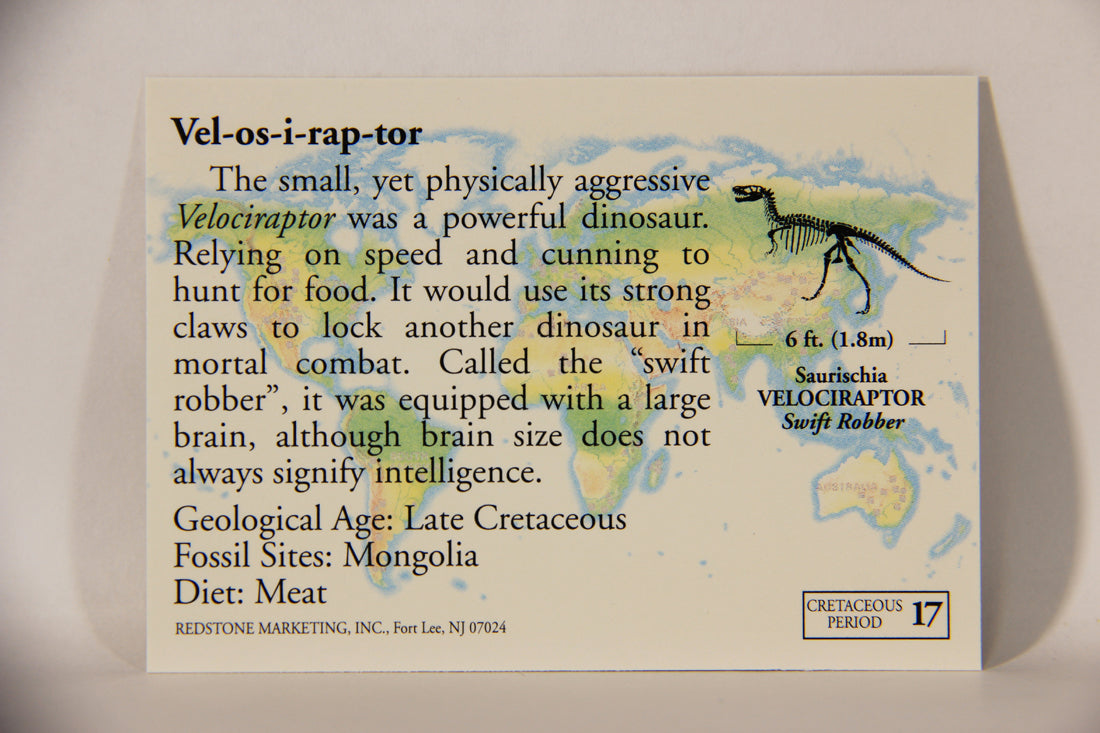 Vel-os-i-rap-tor
The small, yet physically aggressive
Velociraptor was a powerful dinosaur.
Relying on speed and cunning to
hunt for food. It would use its strong
claws to lock another dinosaur in
mortal combat. Called the “swift
robber”, it was equipped with a large
brain, although brain size does not
always signify intelligence.
Geological Age: Late Cretaceous
Fossil Sites: Mongolia
Diet: Meat
REDSTONE MARKETING, INC., Fort Lee, NJ 07024
6 ft. (1.8m)
Saurischia
VELOCIRAPTOR
Swift Robber
AUSTRALIA
CRETACEOUS
PERIOD
17